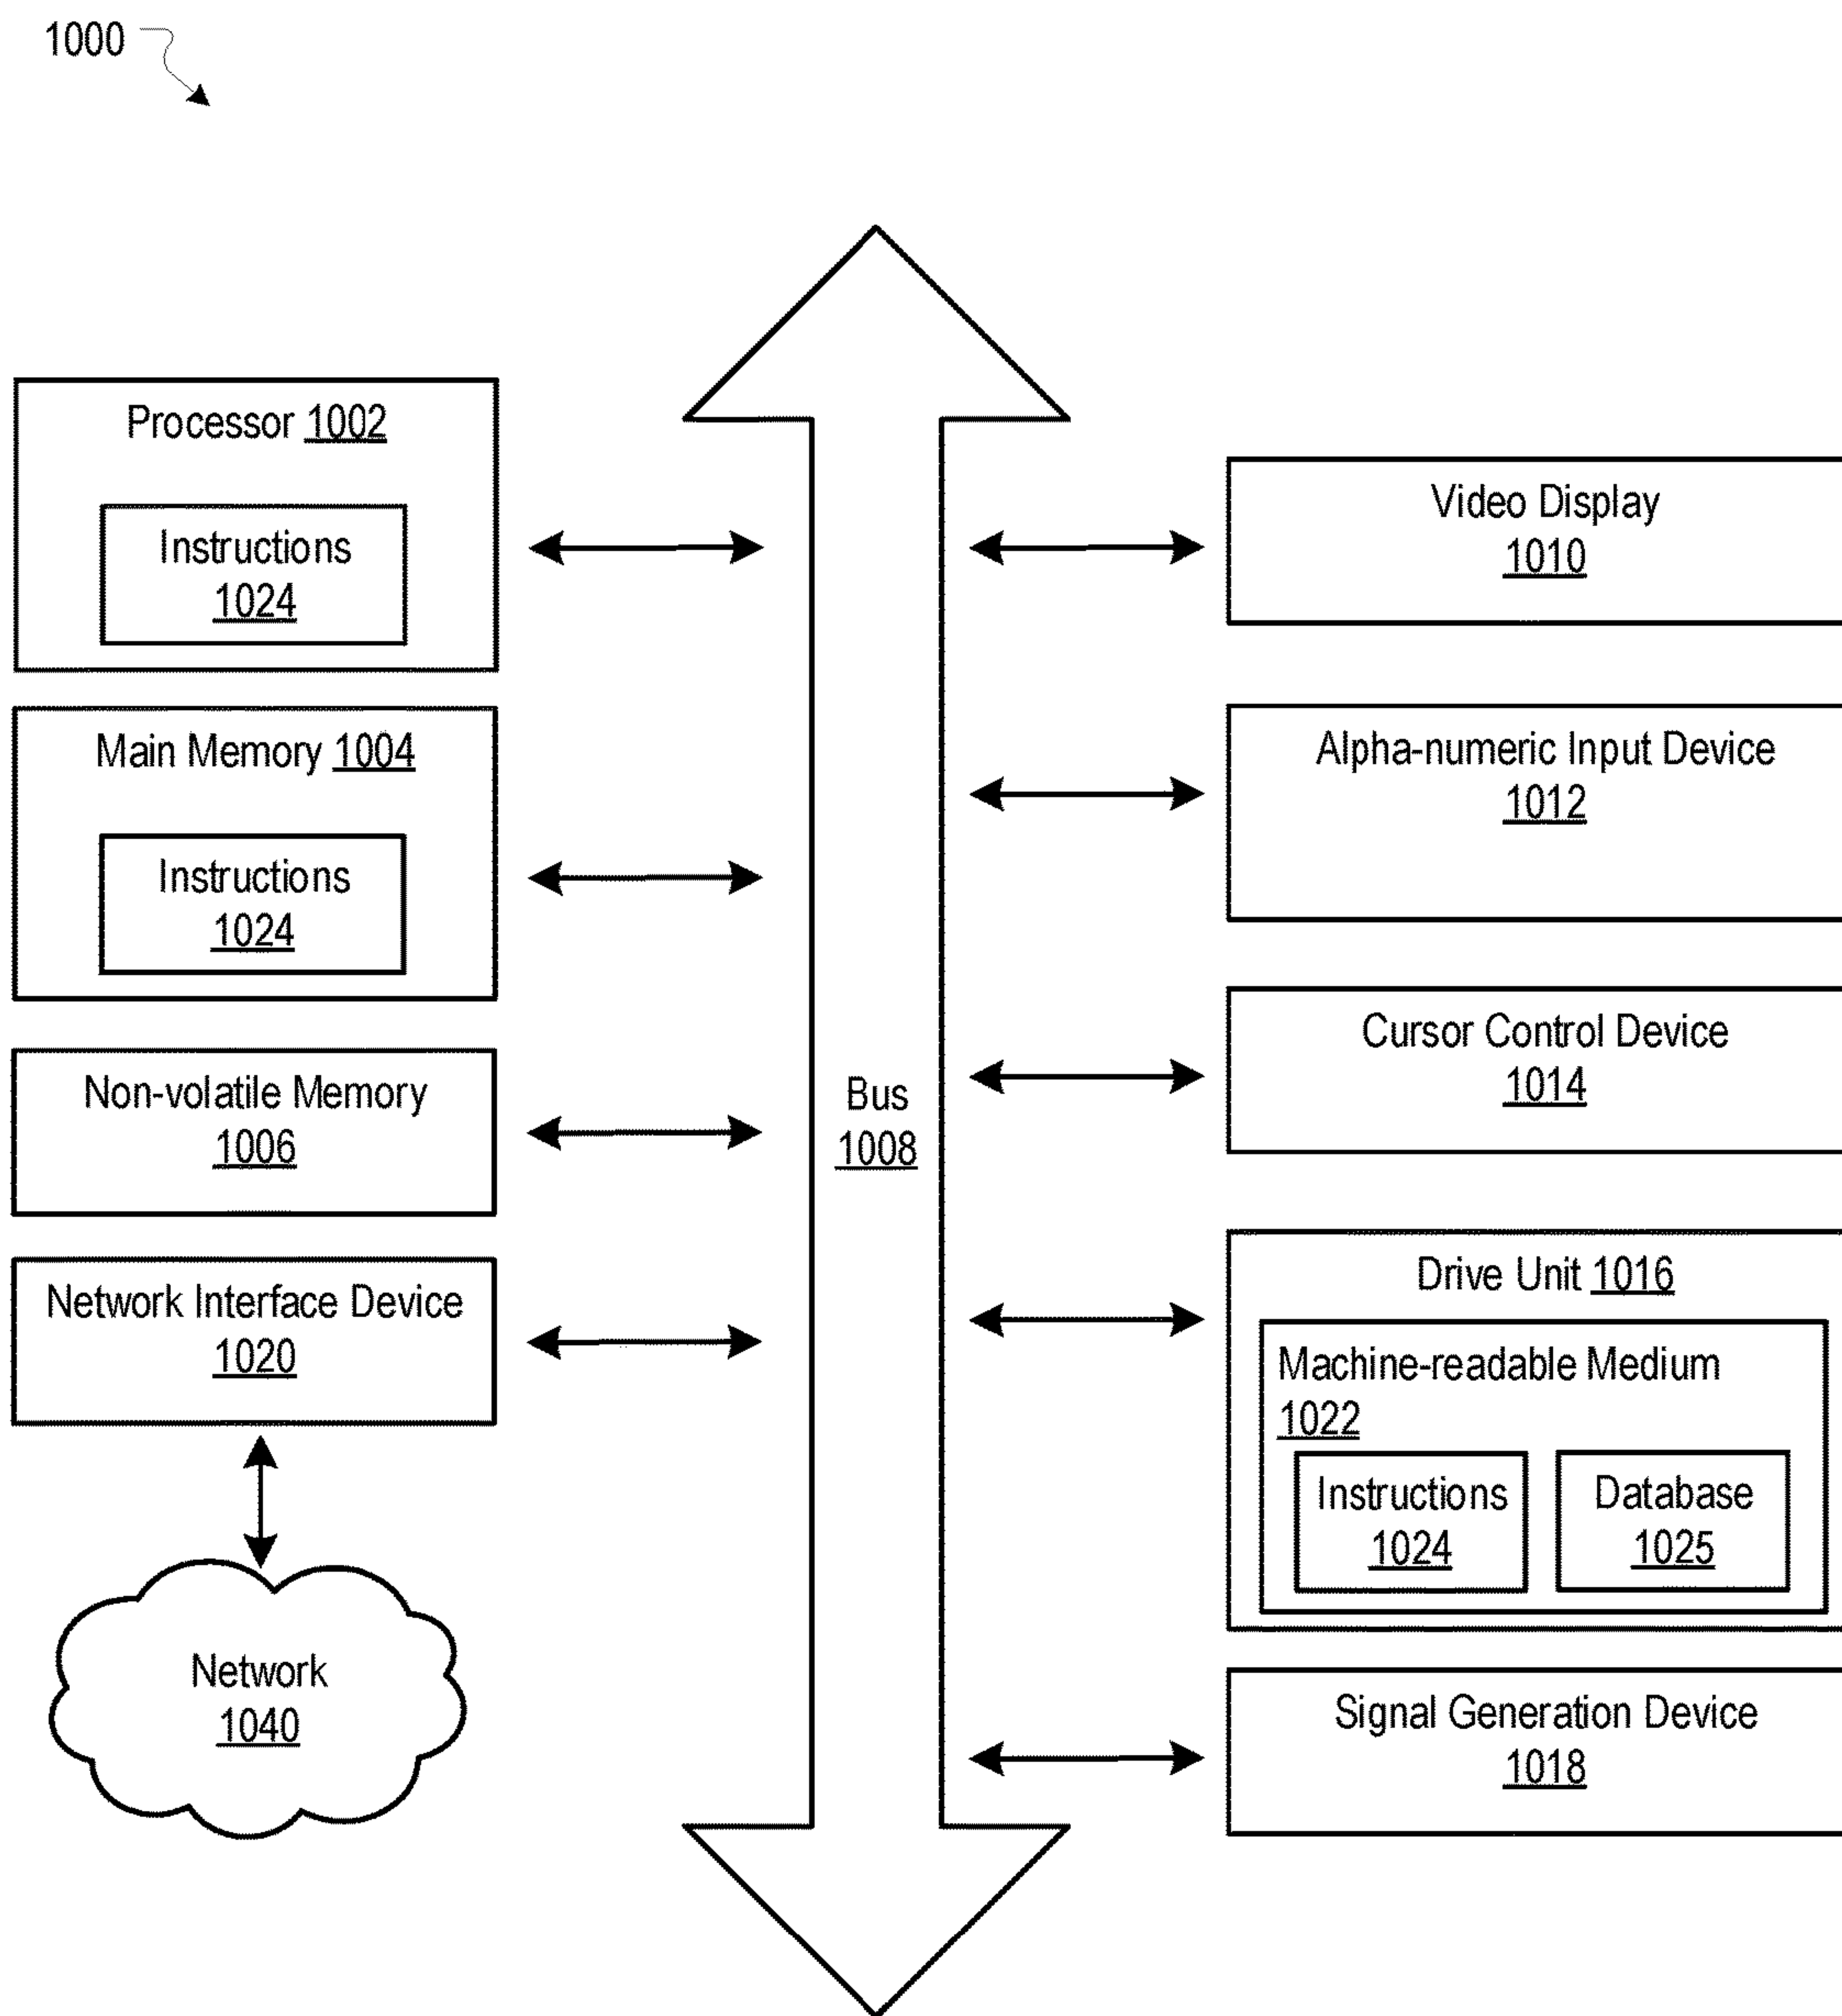 1000
Processor 1002
Instructions
1024
Main Memory 1004
Instructions
1024
Non-volatile Memory
1006
Network Interface Device
1020
Network
1040
Bus
1008
Video Display
1010
Alpha-numeric Input Device
1012
Cursor Control Device
1014
Drive Unit 1016
Machine-readable Medium
1022
Instructions
1024
Database
1025
Signal Generation Device
1018